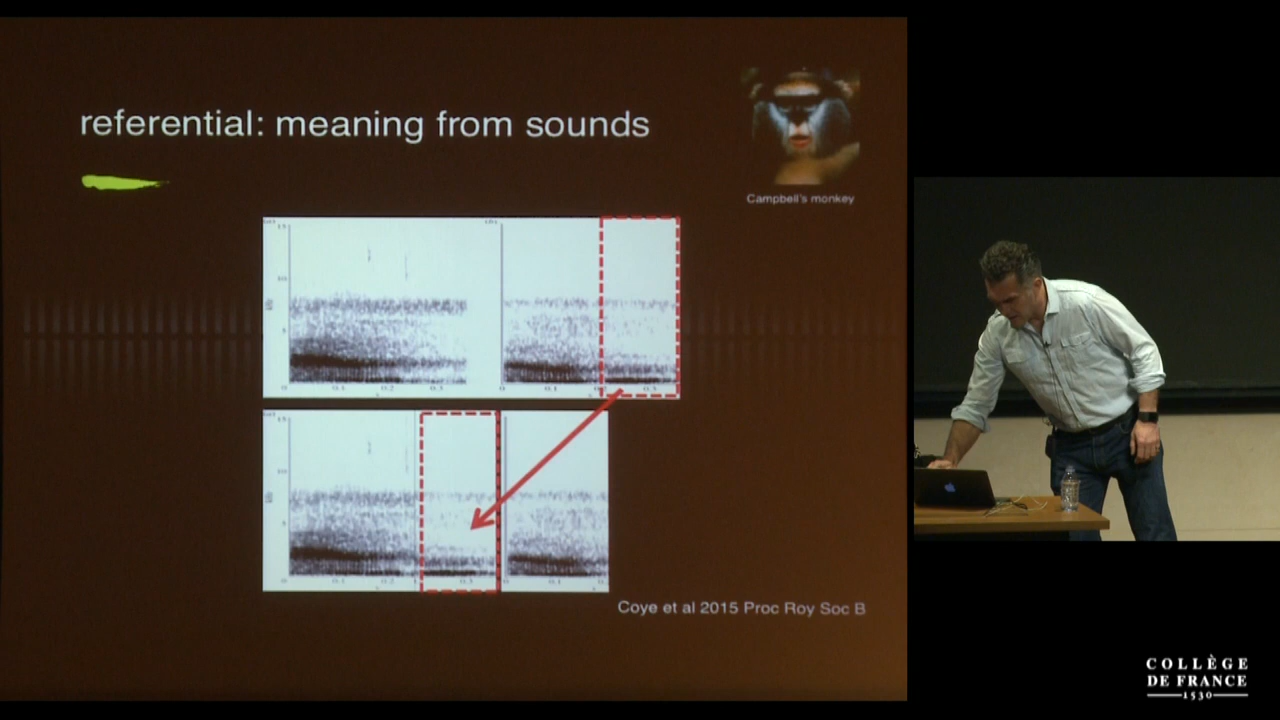 referential: meaning from sounds
Campbell's monkey
Coye et al 2015 Proc Roy Soc B
COLLÈGE
DE FRANCE
1530